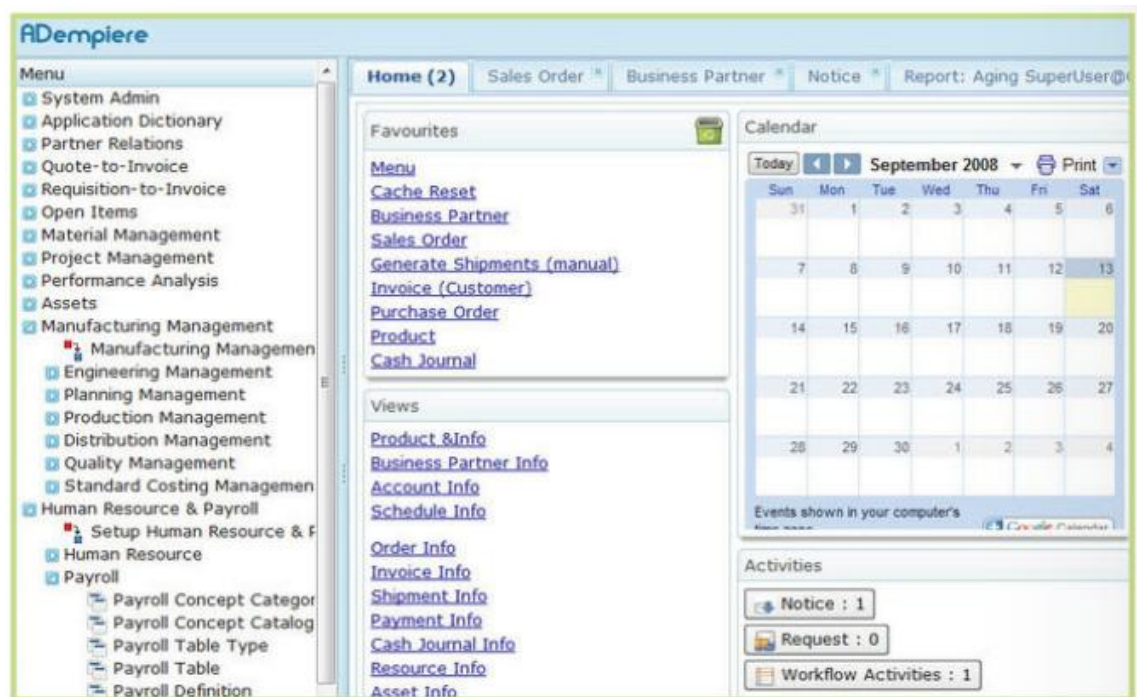 ADempiere
Menu
System Admin
Application Dictionary
Partner Relations
Quote-to-Invoice
Requisition-to-Invoice
Open Items
Material Management
Project Management
Performance Analysis
Assets
Manufacturing Management
Manufacturing Managemen
Engineering Management
Planning Management
Production Management
Distribution Management
Quality Management
Standard Costing Managemen
Human Resource & Payroll
Setup Human Resource & P
Human Resource
Payroll
Payroll Concept Categor
Payroll Concept Catalog
Payroll Table Type
Payroll Table
Payroll Definition
Home (2) Sales Order Business Partner Notice Report: Aging SuperUser@
Favourites
Menu
Cache Reset
Business Partner
Sales Order
Generate Shipments (manual)
Invoice (Customer)
Purchase Order
Product
Cash Journal
Views
Product &Info
Business Partner Info
Account Info
Schedule Info
Order Info
Invoice Info
Shipment Info
Payment Info
Cash Journal Info
Resource Info
Asset Info
Calendar
Today September 2008 Print
Sun Mon Tue Wed Thu Fri Sat
31 1 2 3 4 5 6
7 8 9 10 11 12 13
14 15 16 17 18 19 20
21 22 23 24 25 26 27
28 29 30 1 2 3 4
Events shown in your computer's
time zone Google Calendar
Activities
Notice : 1
Request : 0
Workflow Activities : 1